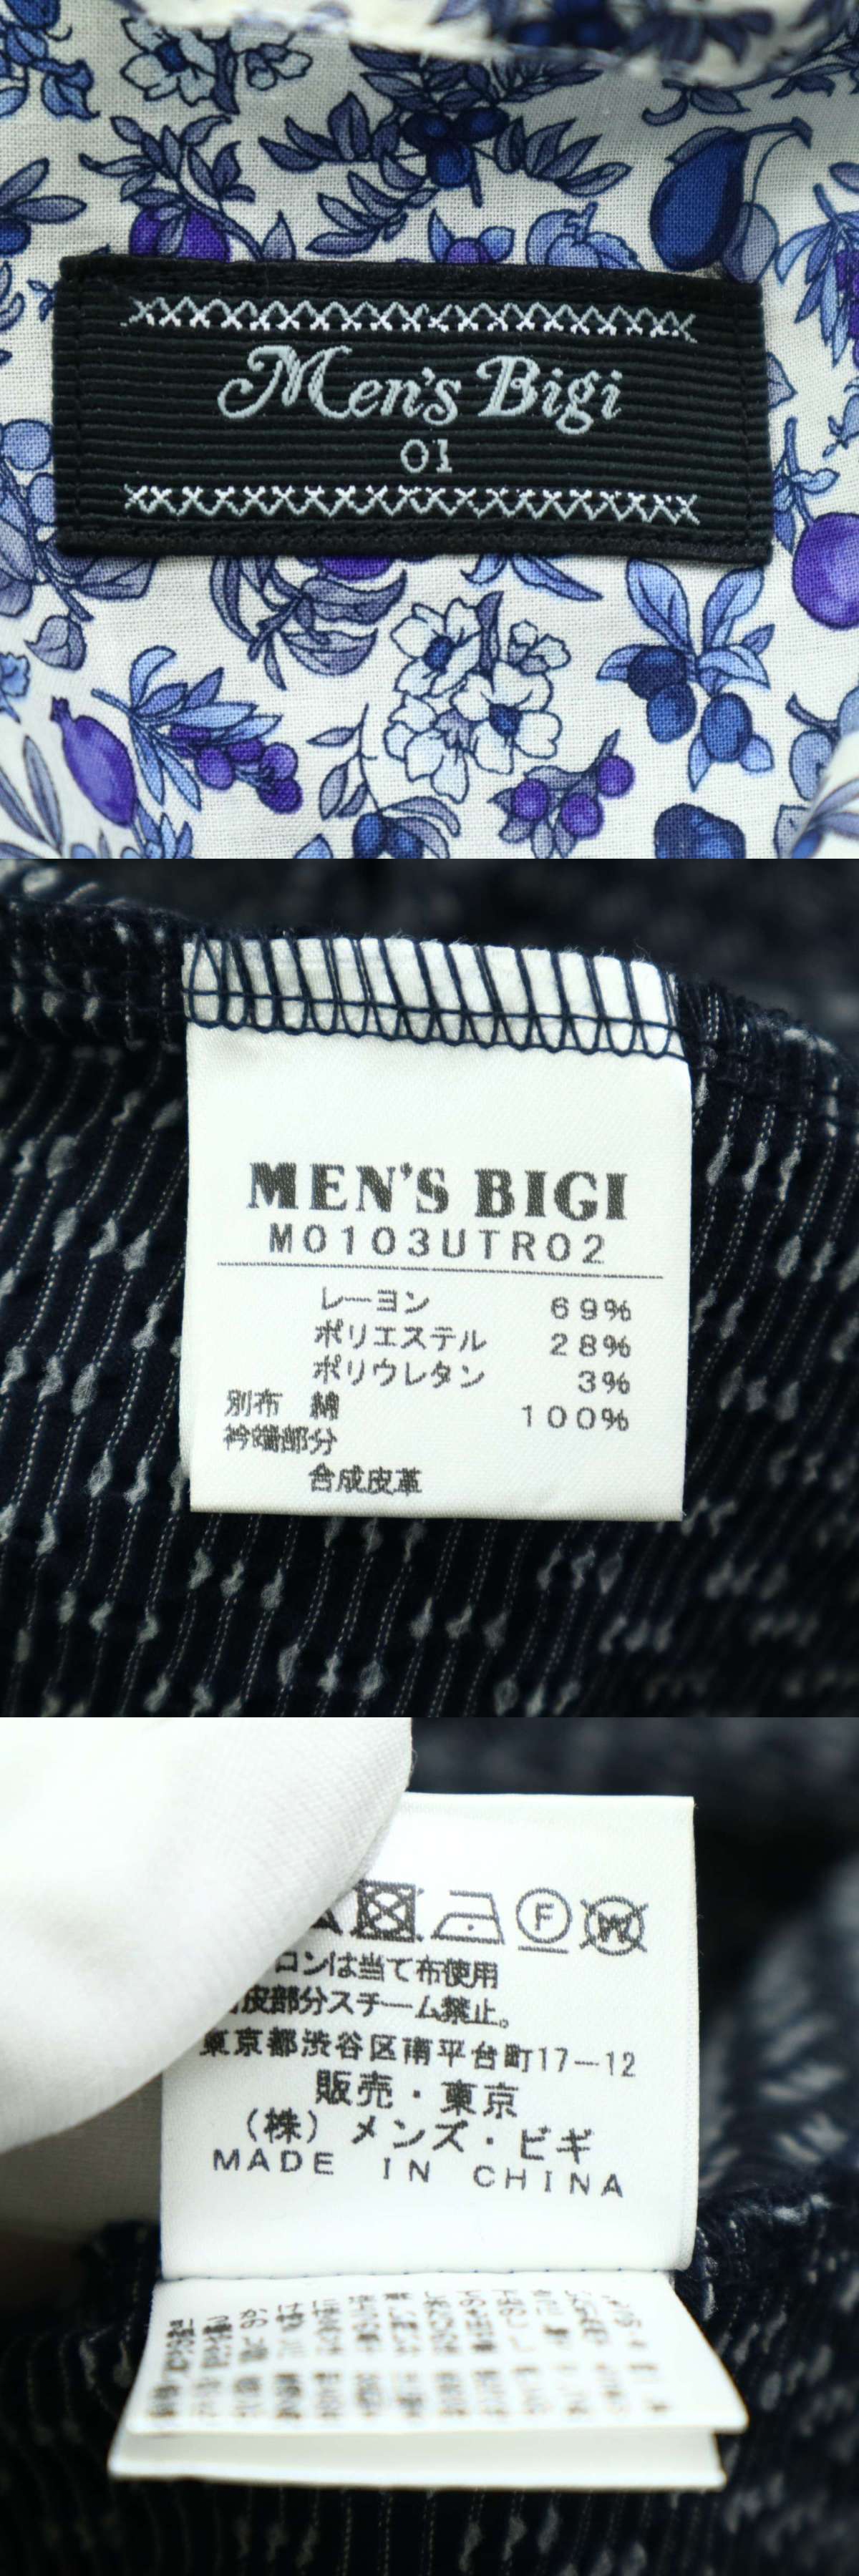 Men's Bigi
01
MEN'S BIGI
M0103UTR02
レーヨン 69%
ポリエステル 28%
ポリウレタン 3%
別布 綿 100%
衿端部分
合成皮革
F W
ロンは当て布使用
皮部分スチーム禁止。
東京都渋谷区南平台町17-12
販売・東京
(株)メンズ・ビギ
MADE IN CHINA